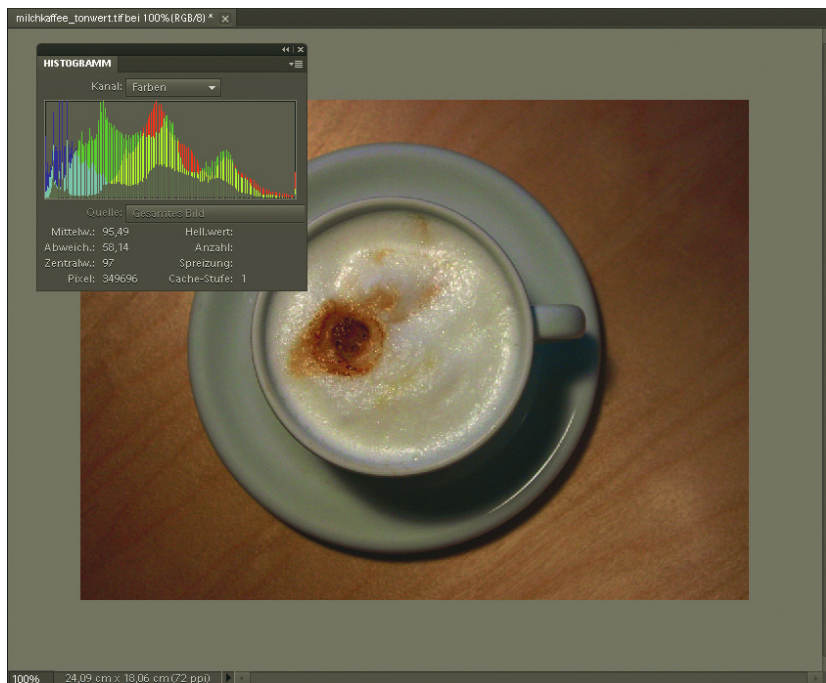 milchkaffee_tonwert.tif bei 100% (RGB/8) *
HISTOGRAMM
Kanal: Farben
Quelle: Gesamtes Bild
Mittelw.: 95,49 Hell.wert:
Abweich.: 58,14 Anzahl:
Zentralw.: 97 Spreizung:
Pixel: 349696 Cache-Stufe: 1
100% 24,09 cm x 18,06 cm (72 ppi)